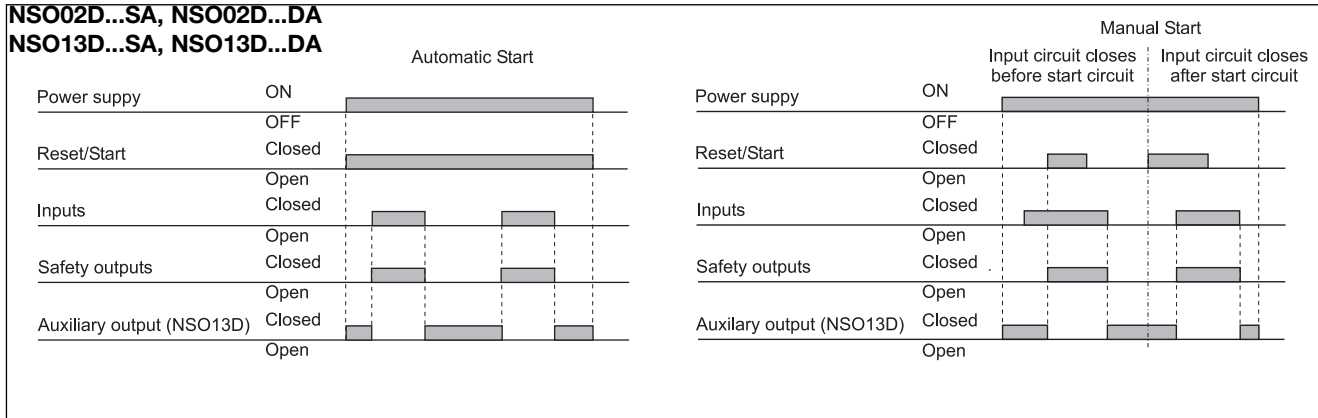 NSO02D...SA, NSO02D...DA
NSO13D...SA, NSO13D...DA
Automatic Start
Power suppy ON
OFF
Reset/Start Closed
Open
Inputs Closed
Open
Safety outputs Closed
Open
Auxiliary output (NSO13D) Closed
Open
Manual Start
Input circuit closes before start circuit
Input circuit closes after start circuit
Power suppy ON
OFF
Reset/Start Closed
Open
Inputs Closed
Open
Safety outputs Closed
Open
Auxilary output (NSO13D) Closed
Open